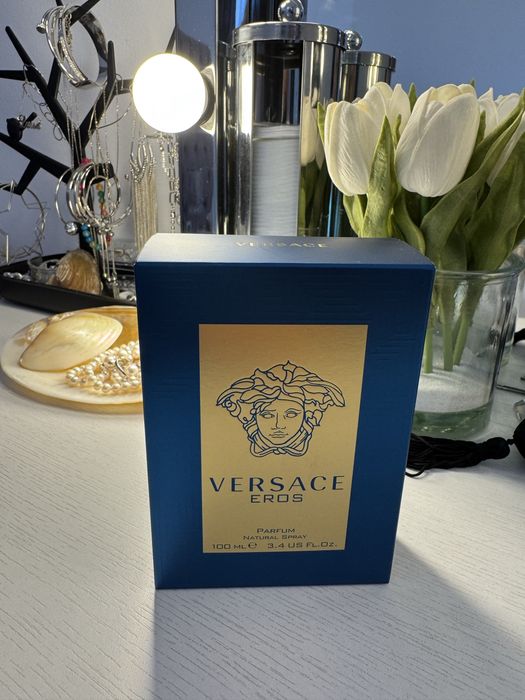 VERSACE
VERSACE
EROS
PARFUM
NATURAL SPRAY
100 ML ℮ 3.4 US FL.OZ.